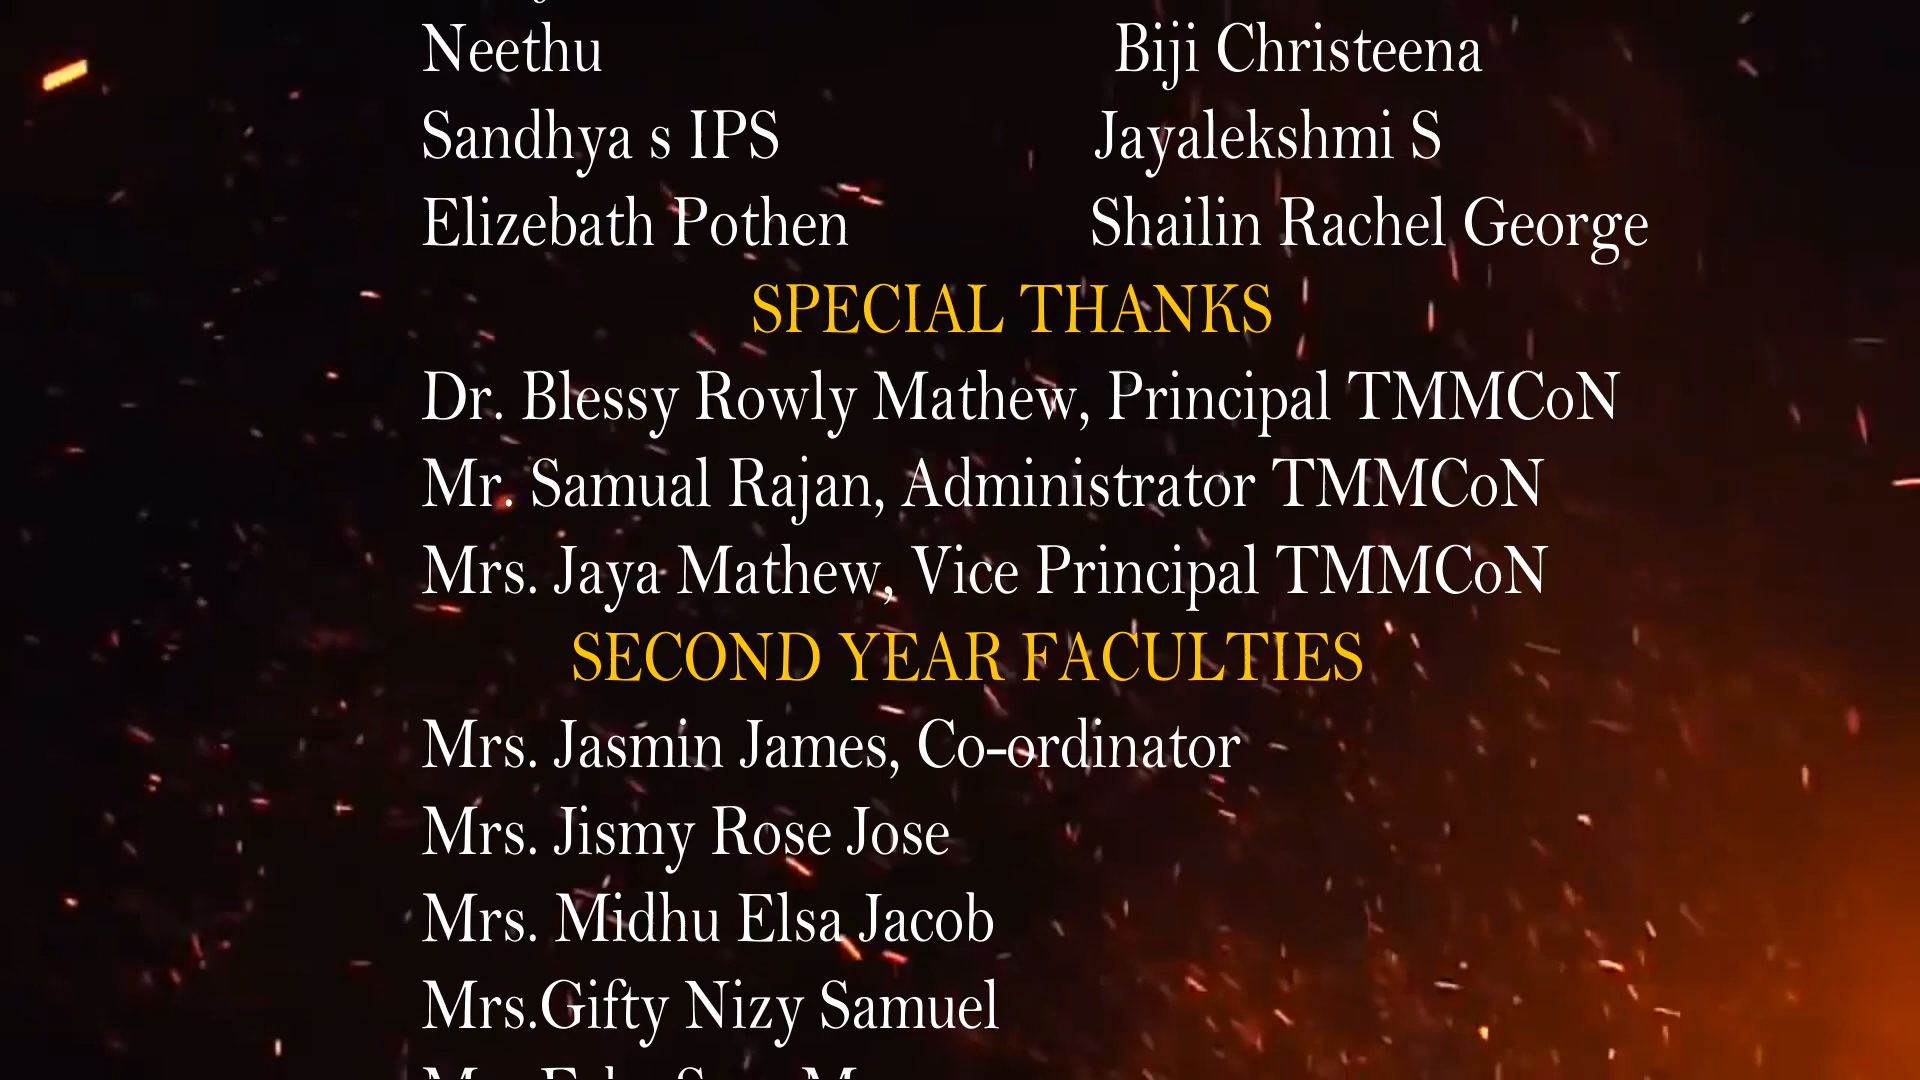 Neethu Biji Christeena
Sandhya s IPS Jayalekshmi S
Elizebath Pothen Shailin Rachel George
SPECIAL THANKS
Dr. Blessy Rowly Mathew, Principal TMMCoN
Mr. Samual Rajan, Administrator TMMCoN
Mrs. Jaya Mathew, Vice Principal TMMCoN
SECOND YEAR FACULTIES
Mrs. Jasmin James, Co-ordinator
Mrs. Jismy Rose Jose
Mrs. Midhu Elsa Jacob
Mrs.Gifty Nizy Samuel